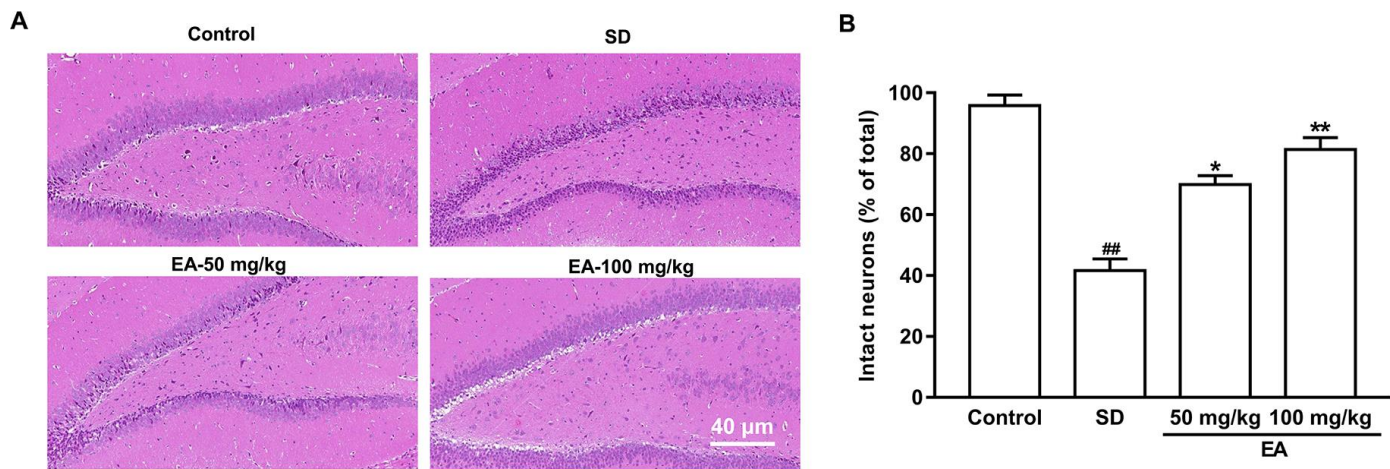 A
Control
SD
EA-50 mg/kg
EA-100 mg/kg
40 µm
B
Intact neurons (% of total)
100
80
60
40
20
0
##
*
**
Control
SD
50 mg/kg
100 mg/kg
EA